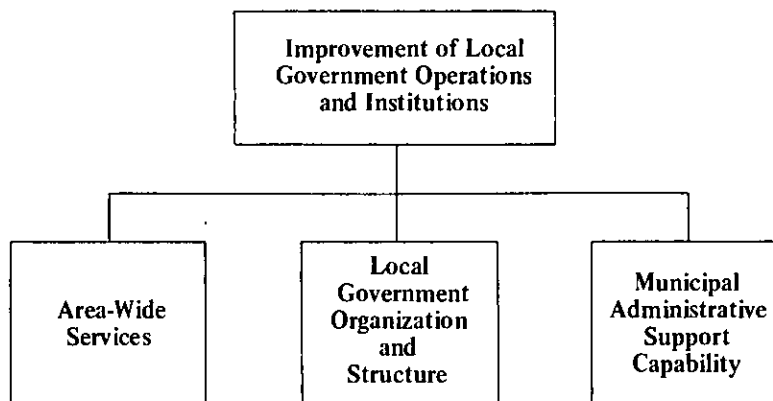 Improvement of Local
Government Operations
and Institutions
Area-Wide
Services
Local
Government
Organization
and
Structure
Municipal
Administrative
Support
Capability